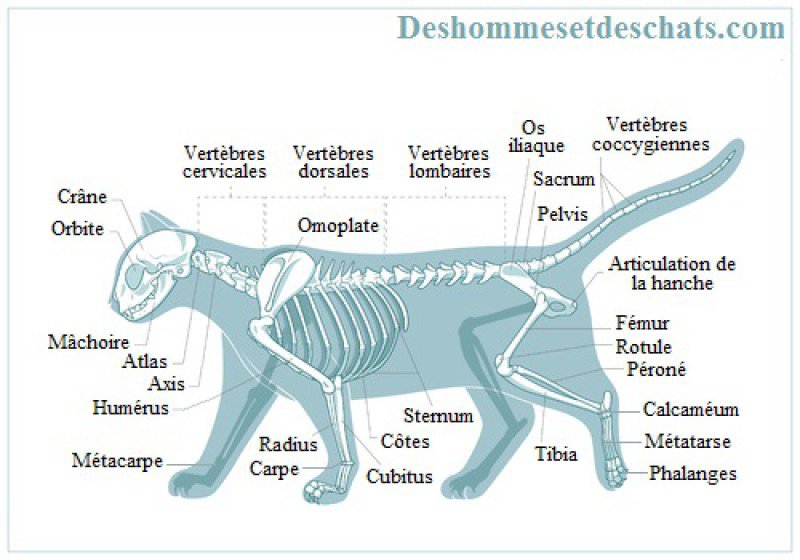 Deshommesetdeschats.com
Os
iliaque
Vertèbres
coccygiennes
Vertèbres
cervicales
Vertèbres
dorsales
Vertèbres
lombaires
Sacrum
Crâne
Pelvis
Orbite
Omoplate
Articulation de
la hanche
Fémur
Mâchoire
Rotule
Atlas
Péroné
Axis
Humérus
Calcaméum
Sternum
Radius
Côtes
Métatarse
Métacarpe
Carpe
Cubitus
Tibia
Phalanges